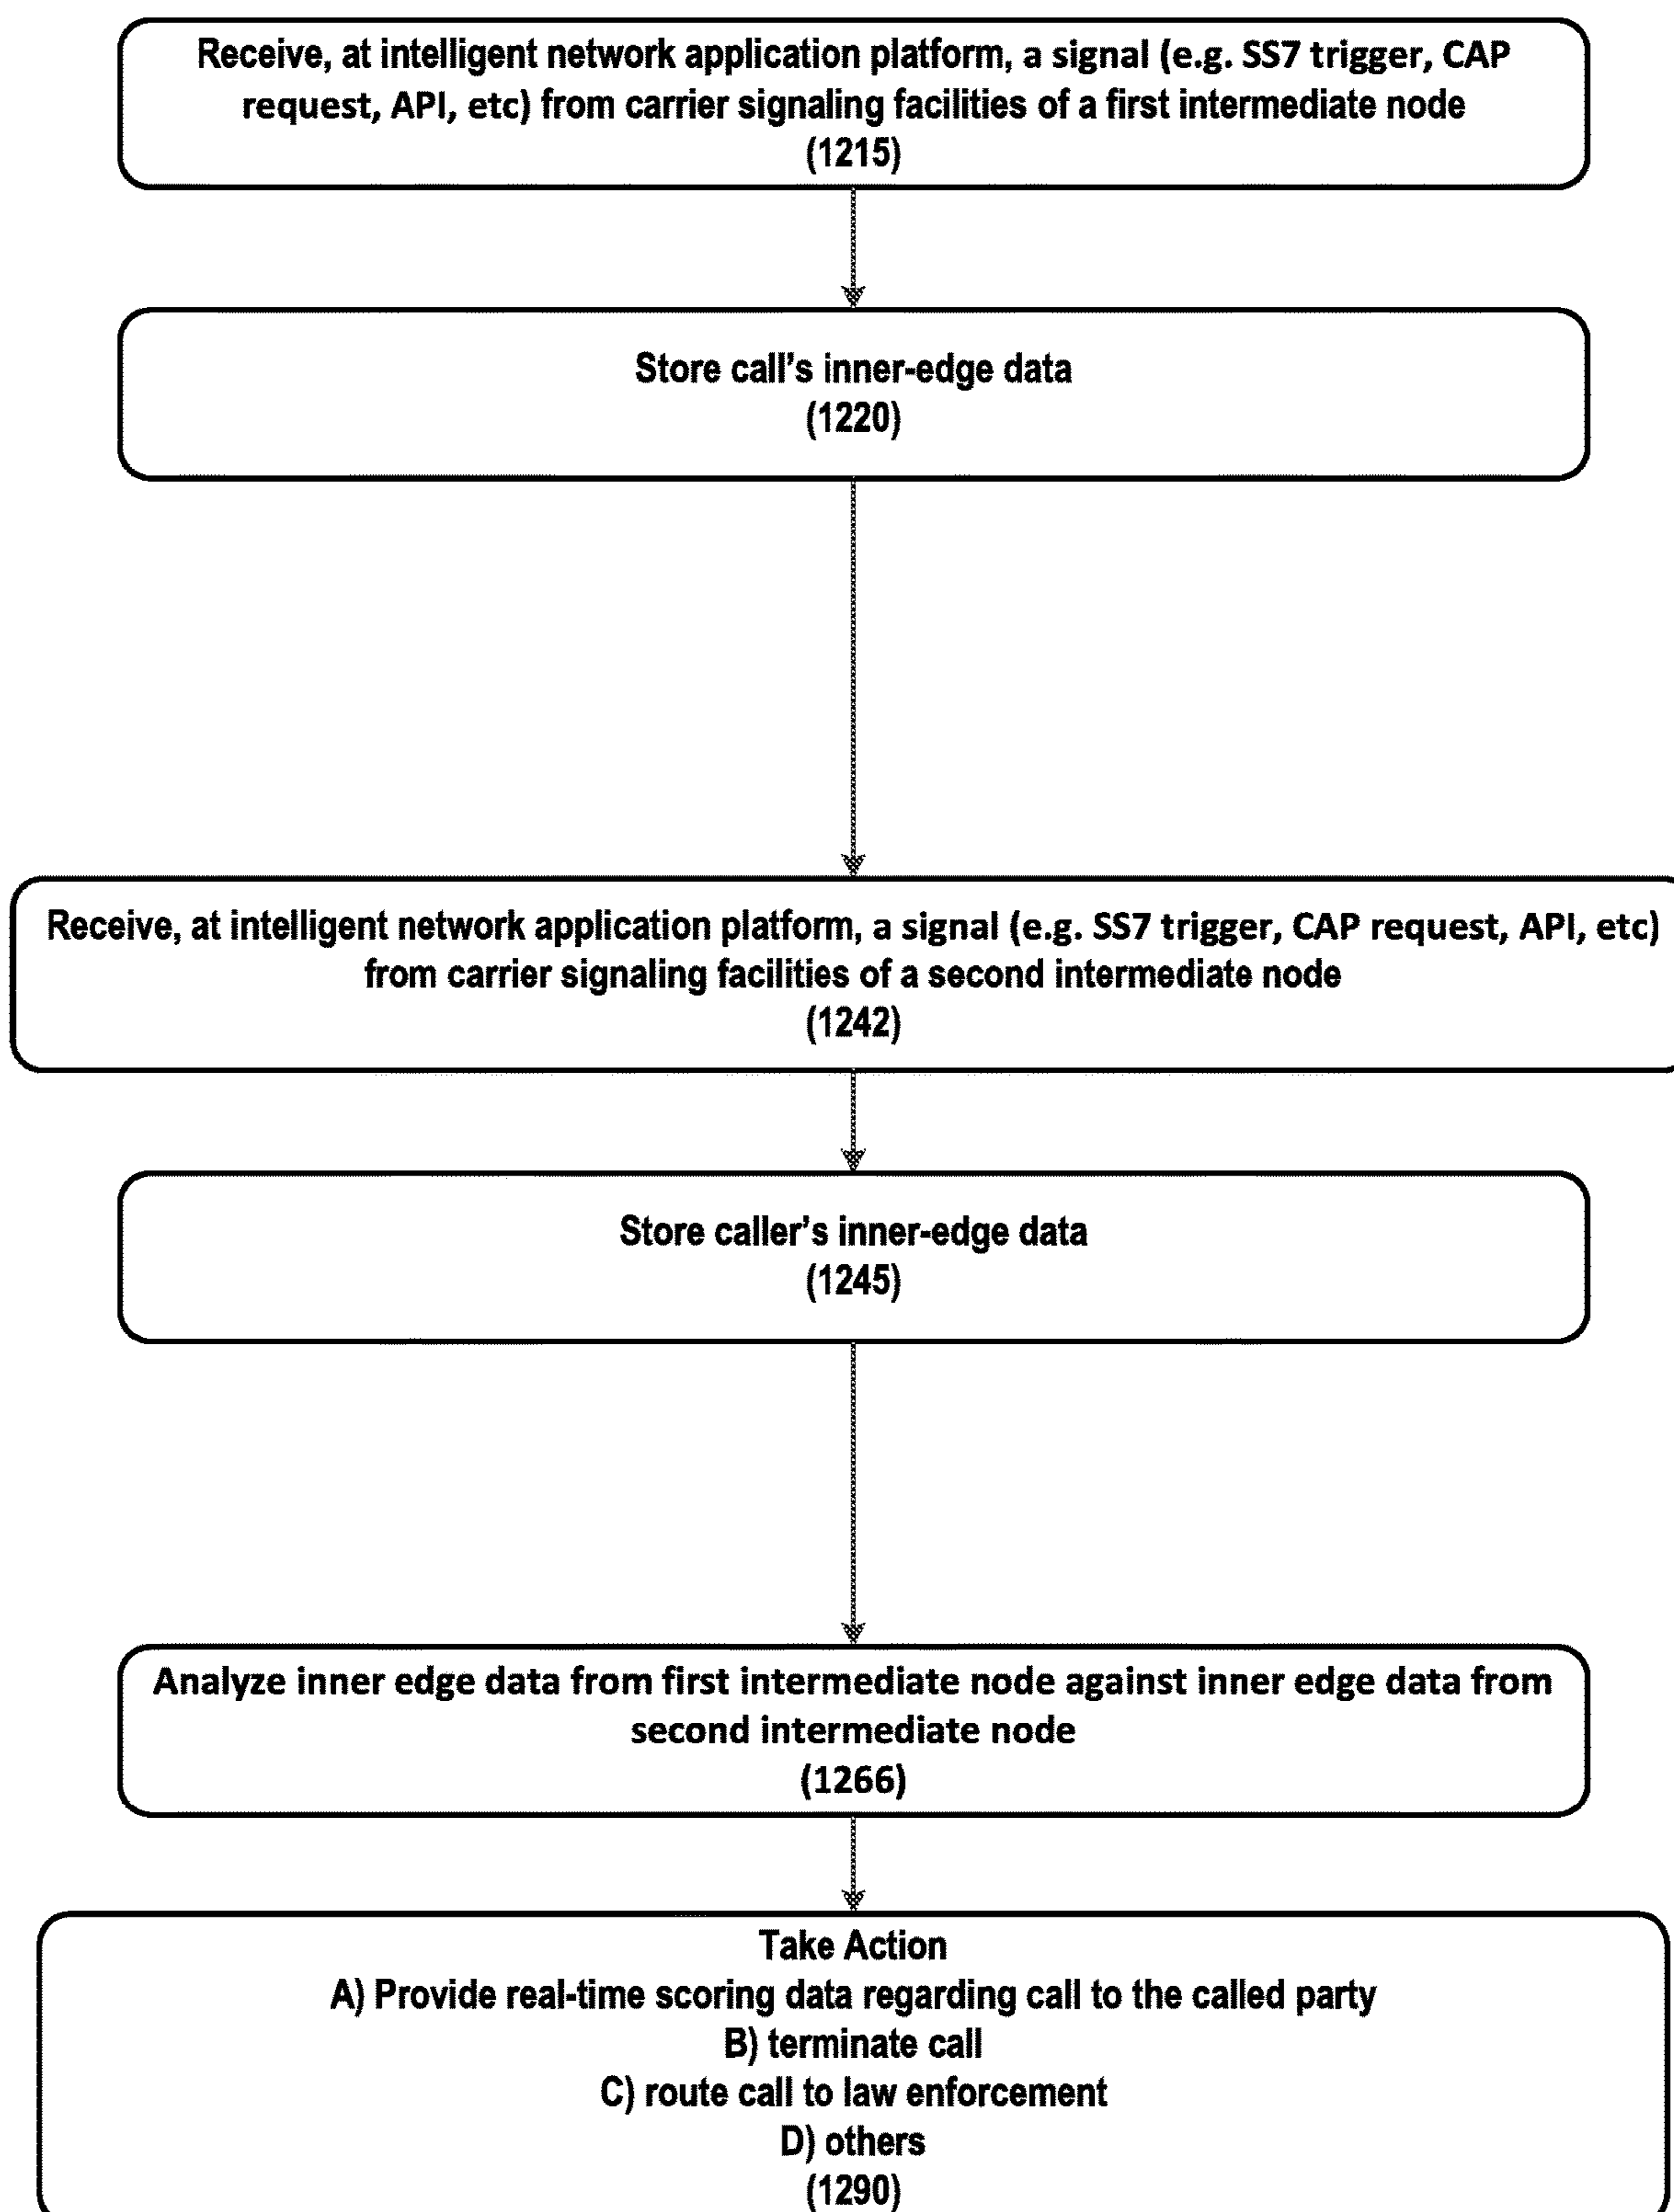 Receive, at intelligent network application platform, a signal (e.g. SS7 trigger, CAP
request, API, etc) from carrier signaling facilities of a first intermediate node
(1215)
Store call's inner-edge data
(1220)
Receive, at intelligent network application platform, a signal (e.g. SS7 trigger, CAP request, API, etc)
from carrier signaling facilities of a second intermediate node
(1242)
Store caller's inner-edge data
(1245)
Analyze inner edge data from first intermediate node against inner edge data from
second intermediate node
(1266)
Take Action
A) Provide real-time scoring data regarding call to the called party
B) terminate call
C) route call to law enforcement
D) others
(1290)